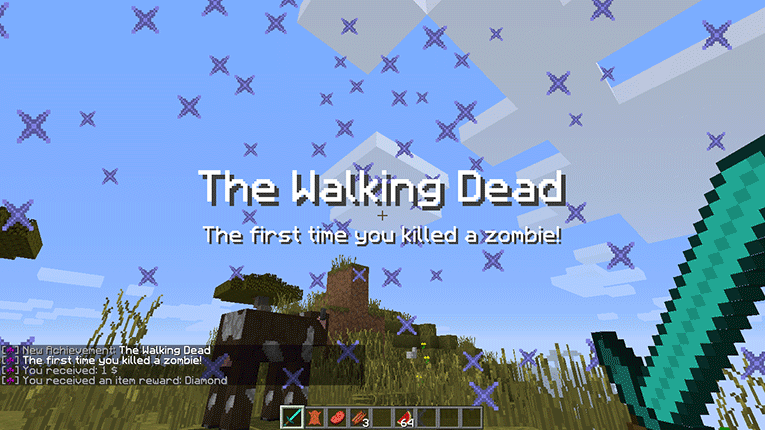 The Walking Dead
The first time you killed a zombie!
[★] New Achievement: The Walking Dead
[★] The first time you killed a zombie!
[★] You received: 1 $
[★] You received an item reward: Diamond
3
64